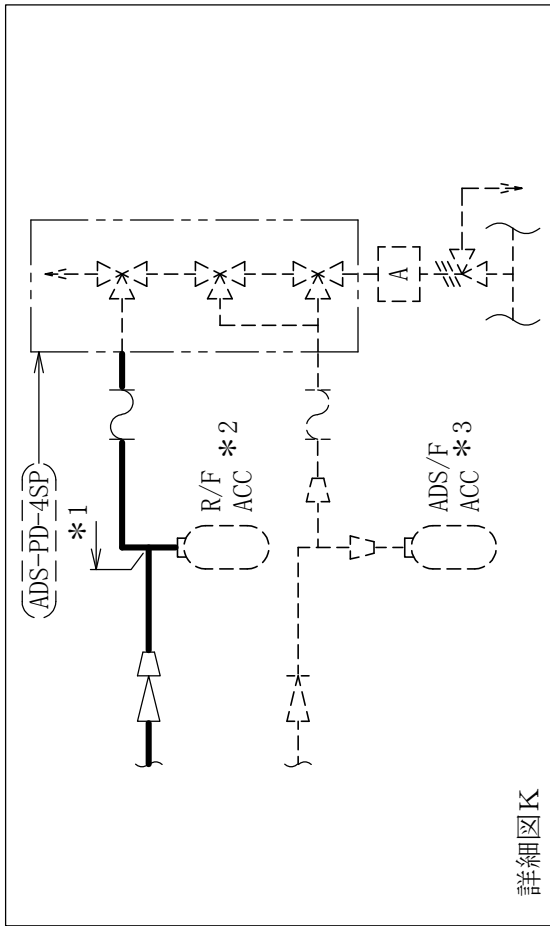 ADS-PD-4SP
*1
R/F
ACC *2
ADS/F
ACC *3
A
詳細図K